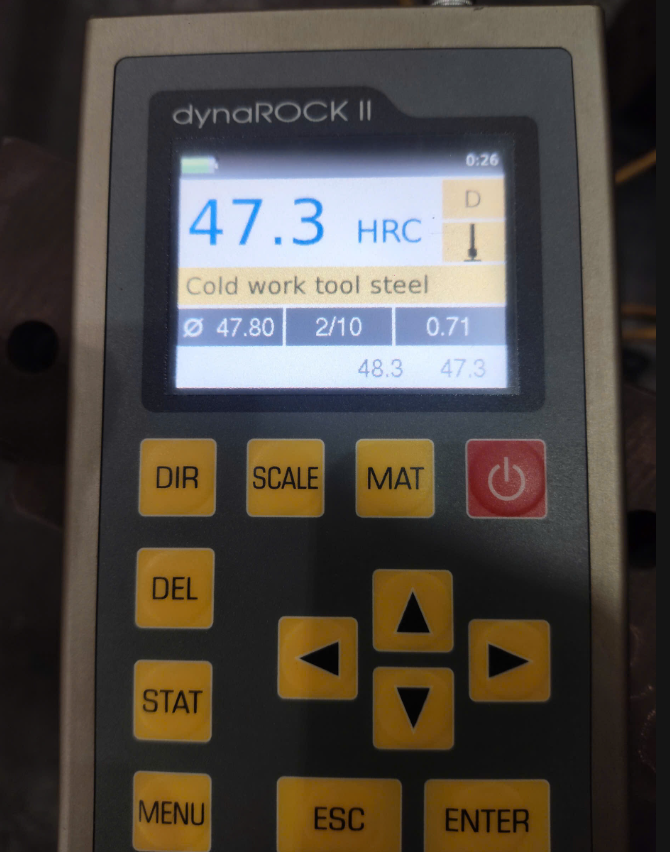 dynaROCK II
0:26
47.3 HRC D
Cold work tool steel
Ø 47.80 2/10 0.71
48.3 47.3
DIR SCALE MAT
DEL
STAT
MENU ESC ENTER